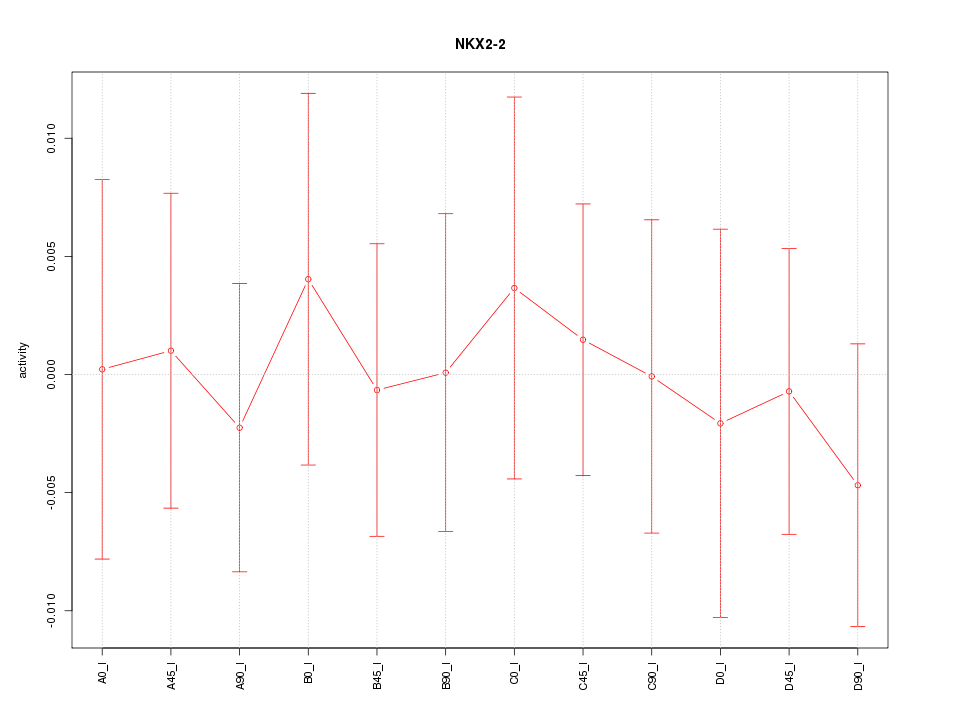 NKX2-2
activity
0.010
0.005
0.000
-0.005
-0.010
A0_I
A45_I
A90_I
B0_I
B45_I
B90_I
C0_I
C45_I
C90_I
D0_I
D45_I
D90_I